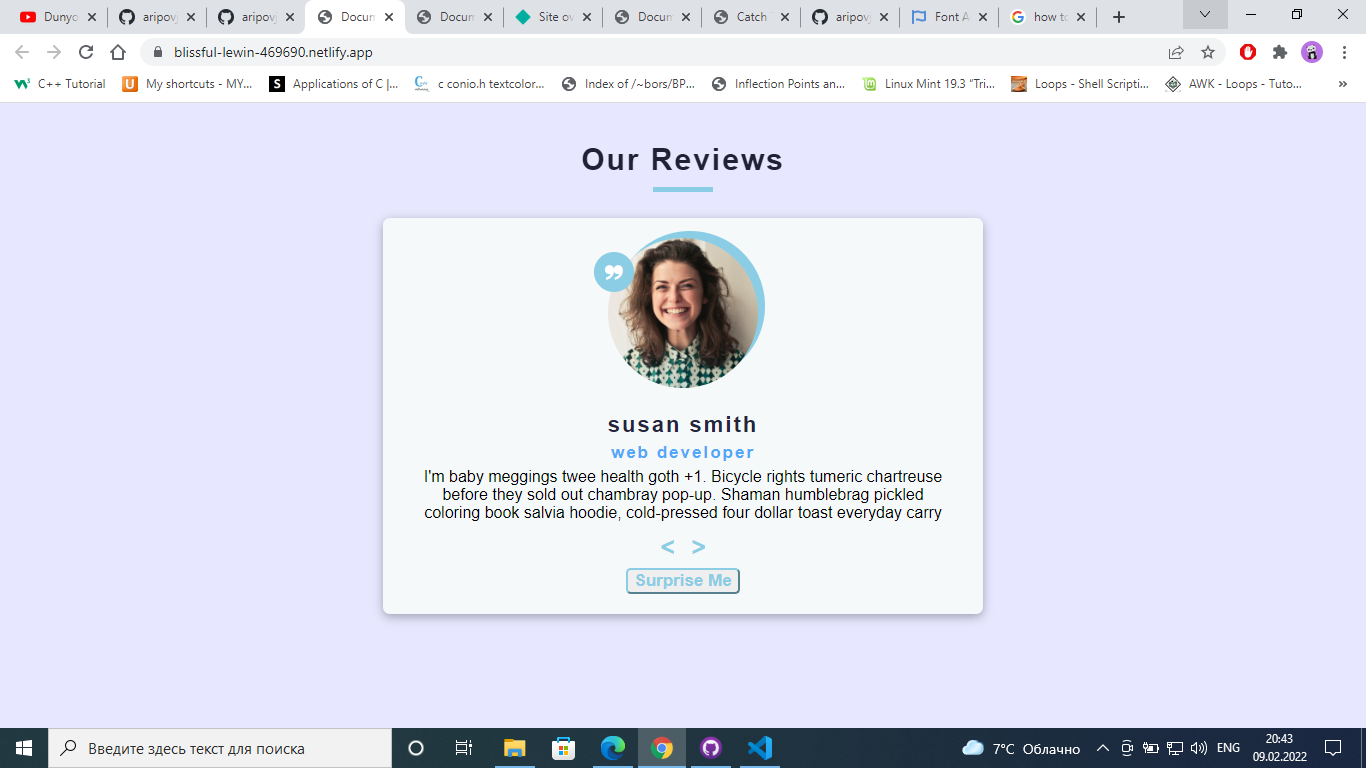 Dunyo
aripovj
aripovj
Docum
Docum
Site ov
Docum
Catch
aripovj
Font A
how to
blissful-lewin-469690.netlify.app
C++ Tutorial
My shortcuts - MY...
Applications of C |...
c conio.h textcolor...
Index of /~bors/BP...
Inflection Points an...
Linux Mint 19.3 "Tri...
Loops - Shell Scripti...
AWK - Loops - Tuto...
»
Our Reviews
susan smith
web developer
I'm baby meggings twee health goth +1. Bicycle rights tumeric chartreuse
before they sold out chambray pop-up. Shaman humblebrag pickled
coloring book salvia hoodie, cold-pressed four dollar toast everyday carry
< >
Surprise Me
Введите здесь текст для поиска
7°C Облачно
ENG
20:43
09.02.2022